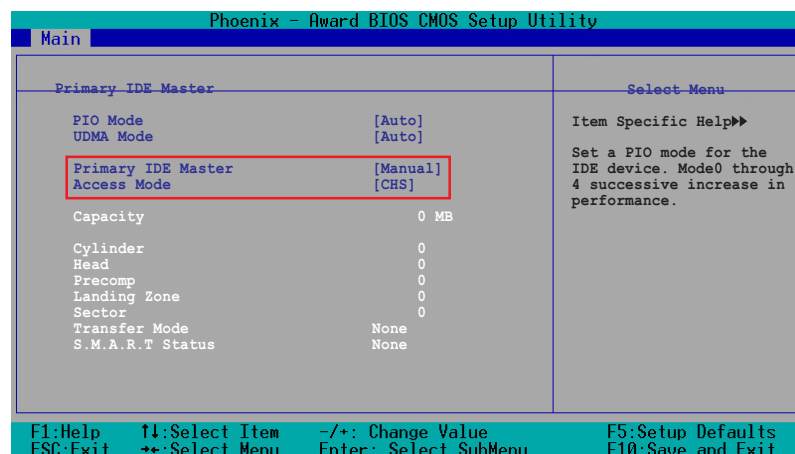 Phoenix - Award BIOS CMOS Setup Utility
Main
Primary IDE Master
Select Menu
PIO Mode [Auto]
UDMA Mode [Auto]
Primary IDE Master [Manual]
Access Mode [CHS]
Capacity 0 MB
Cylinder 0
Head 0
Precomp 0
Landing Zone 0
Sector 0
Transfer Mode None
S.M.A.R.T Status None
Item Specific Help▶▶
Set a PIO mode for the
IDE device. Mode0 through
4 successive increase in
performance.
F1:Help ↑↓:Select Item -/+: Change Value F5:Setup Defaults
ESC:Exit →←:Select Menu Enter: Select SubMenu F10:Save and Exit